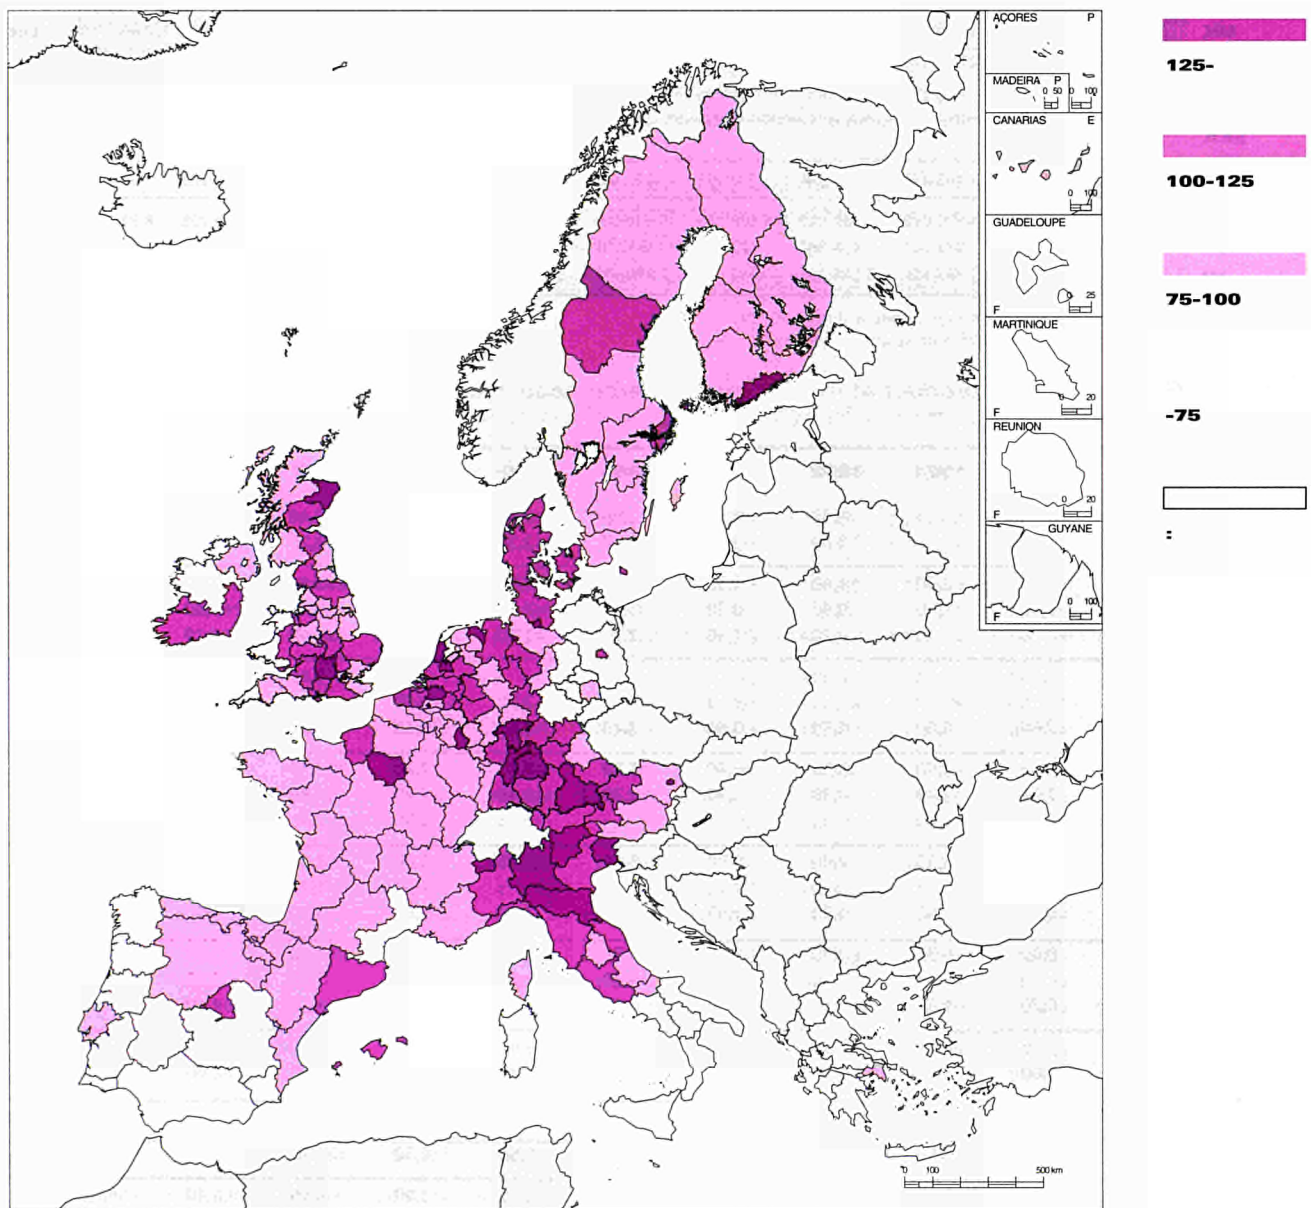 AÇORES P
MADEIRA P
0 50 0 100
CANARIAS E
0 100
GUADELOUPE
0 25
F
MARTINIQUE
0 20
F
REUNION
0 20
F
GUYANE
0 100
F
0 100 500 km
125-
100-125
75-100
-75
: